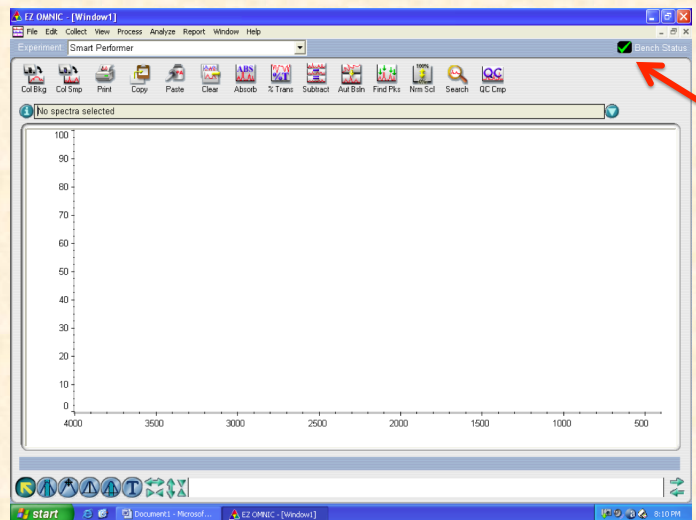 EZ OMNIC - [Window1]
File Edit Collect View Process Analyze Report Window Help
Experiment: Smart Performer
Bench Status
Col Bkg Col Smp Print Copy Paste Clear Absorb % Trans Subtract Aut Bsln Find Pks Nrm Scl Search QC Cmp
ABS
100%
QC
No spectra selected
100
90
80
70
60
50
40
30
20
10
0
4000 3500 3000 2500 2000 1500 1000 500
T
start Document1 - Microsof... EZ OMNIC - [Window1] 8:10 PM